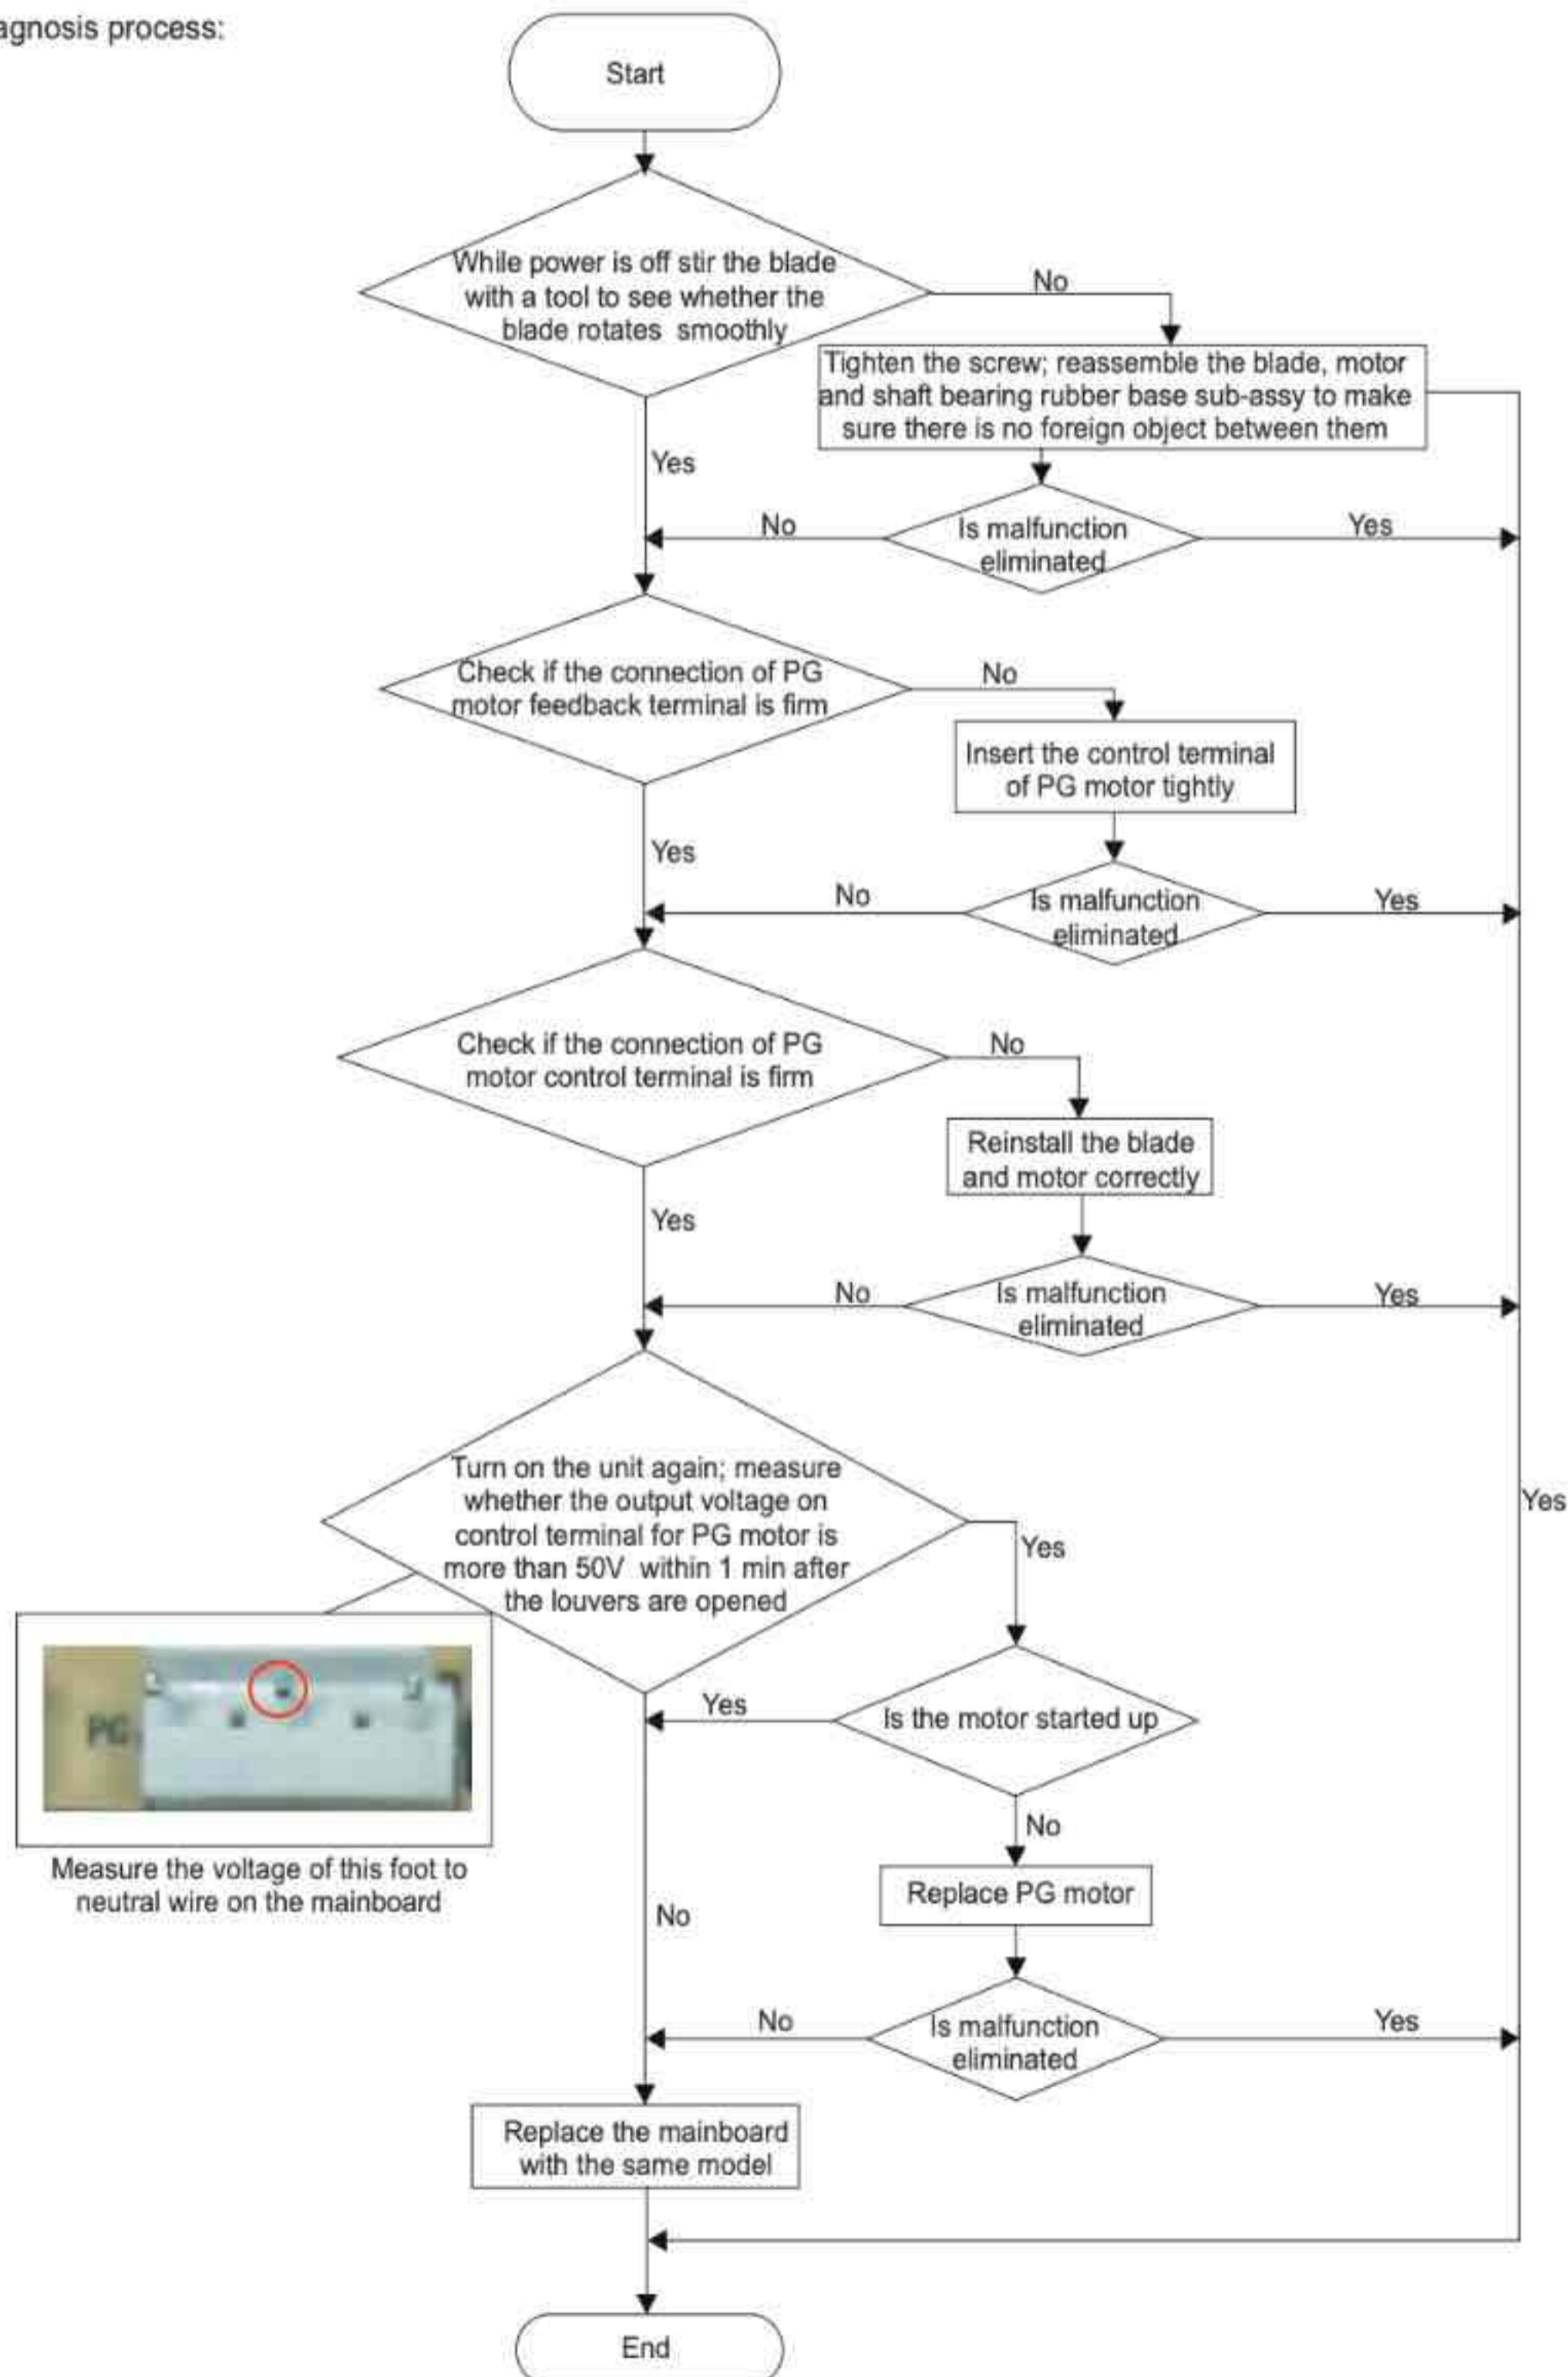 agnosis process:
Start
While power is off stir the blade
with a tool to see whether the
blade rotates smoothly
No
Tighten the screw; reassemble the blade, motor
and shaft bearing rubber base sub-assy to make
sure there is no foreign object between them
Yes
No
Is malfunction
eliminated
Yes
Check if the connection of PG
motor feedback terminal is firm
No
Insert the control terminal
of PG motor tightly
Yes
No
Is malfunction
eliminated
Yes
Check if the connection of PG
motor control terminal is firm
No
Reinstall the blade
and motor correctly
Yes
No
Is malfunction
eliminated
Yes
Turn on the unit again; measure
whether the output voltage on
control terminal for PG motor is
more than 50V within 1 min after
the louvers are opened
Yes
Yes
PG
Measure the voltage of this foot to
neutral wire on the mainboard
Yes
Is the motor started up
No
Replace PG motor
No
No
Is malfunction
eliminated
Yes
Replace the mainboard
with the same model
End